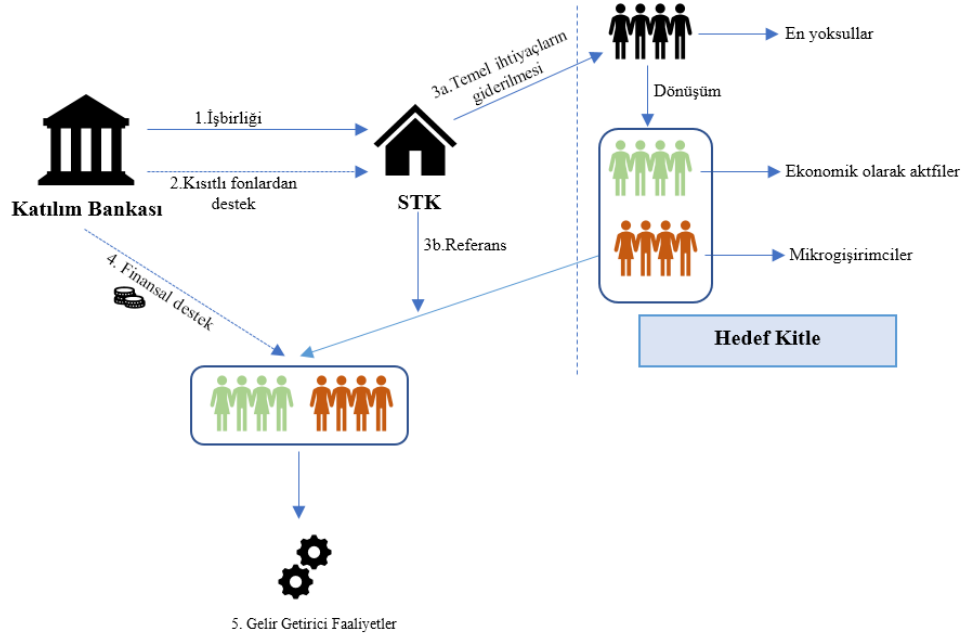 En yoksullar
3a.Temel ihtiyaçların
giderilmesi
Dönüşüm
1.İşbirliği
2.Kısıtlı fonlardan
destek
Katılım Bankası
STK
Ekonomik olarak aktfiler
3b.Referans
Mikrogişirimciler
4. Finansal destek
Hedef Kitle
5. Gelir Getirici Faaliyetler